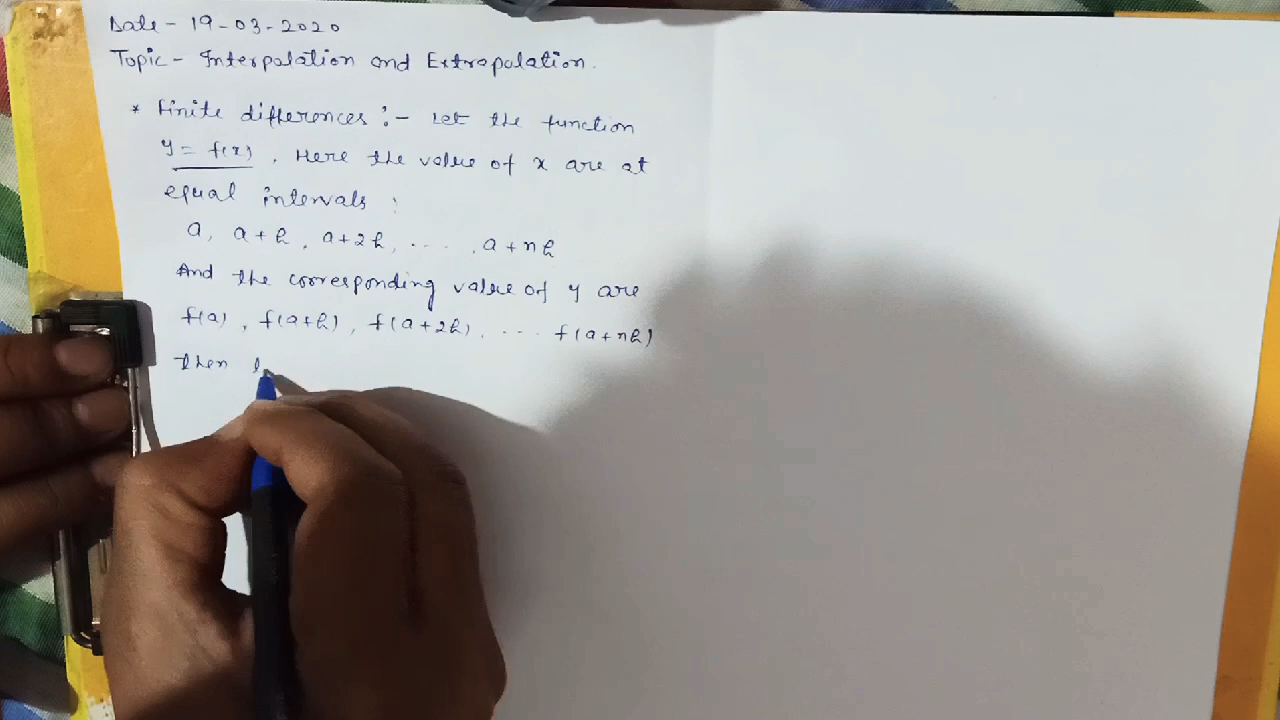 Date - 19-03-2020
Topic - Interpolation and Extrapolation.
* Finite differences :- Let the function
y = f(x) . Here the value of x are at
equal intervals :
a, a+h, a+2h, ....., a+nh
And the corresponding value of y are
f(a), f(a+h), f(a+2h), .... f(a+nh)
then